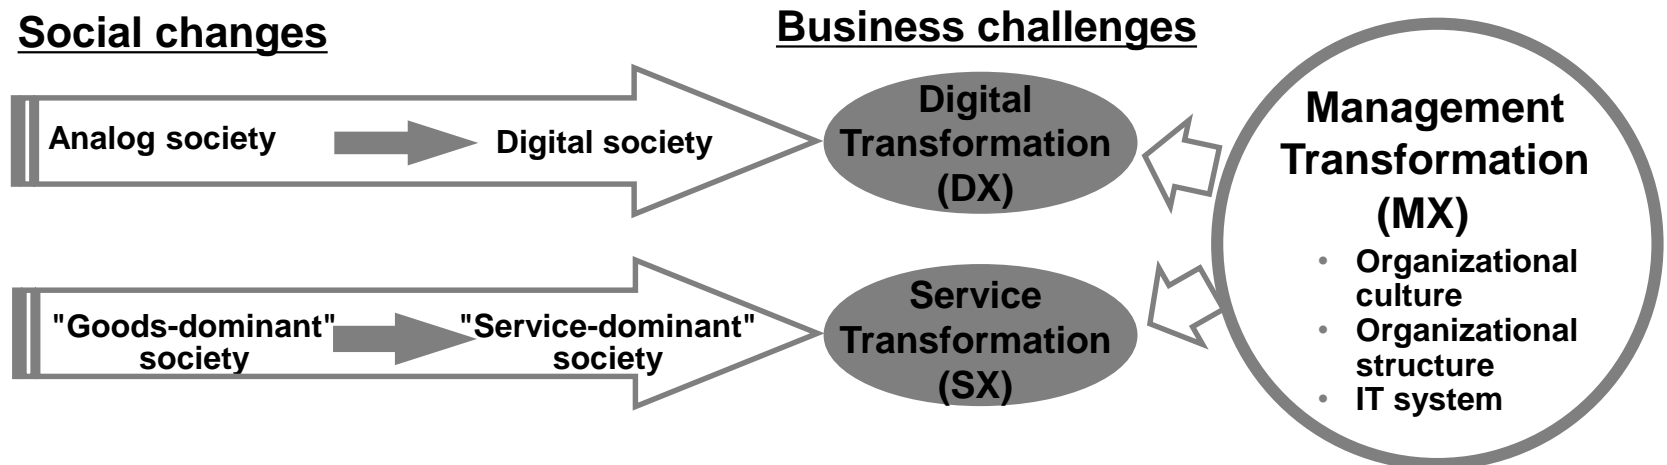 Social changes
Business challenges
Analog society
Digital society
Digital
Transformation
(DX)
"Goods-dominant"
society
"Service-dominant"
society
Service
Transformation
(SX)
Management
Transformation
(MX)
• Organizational
culture
• Organizational
structure
• IT system